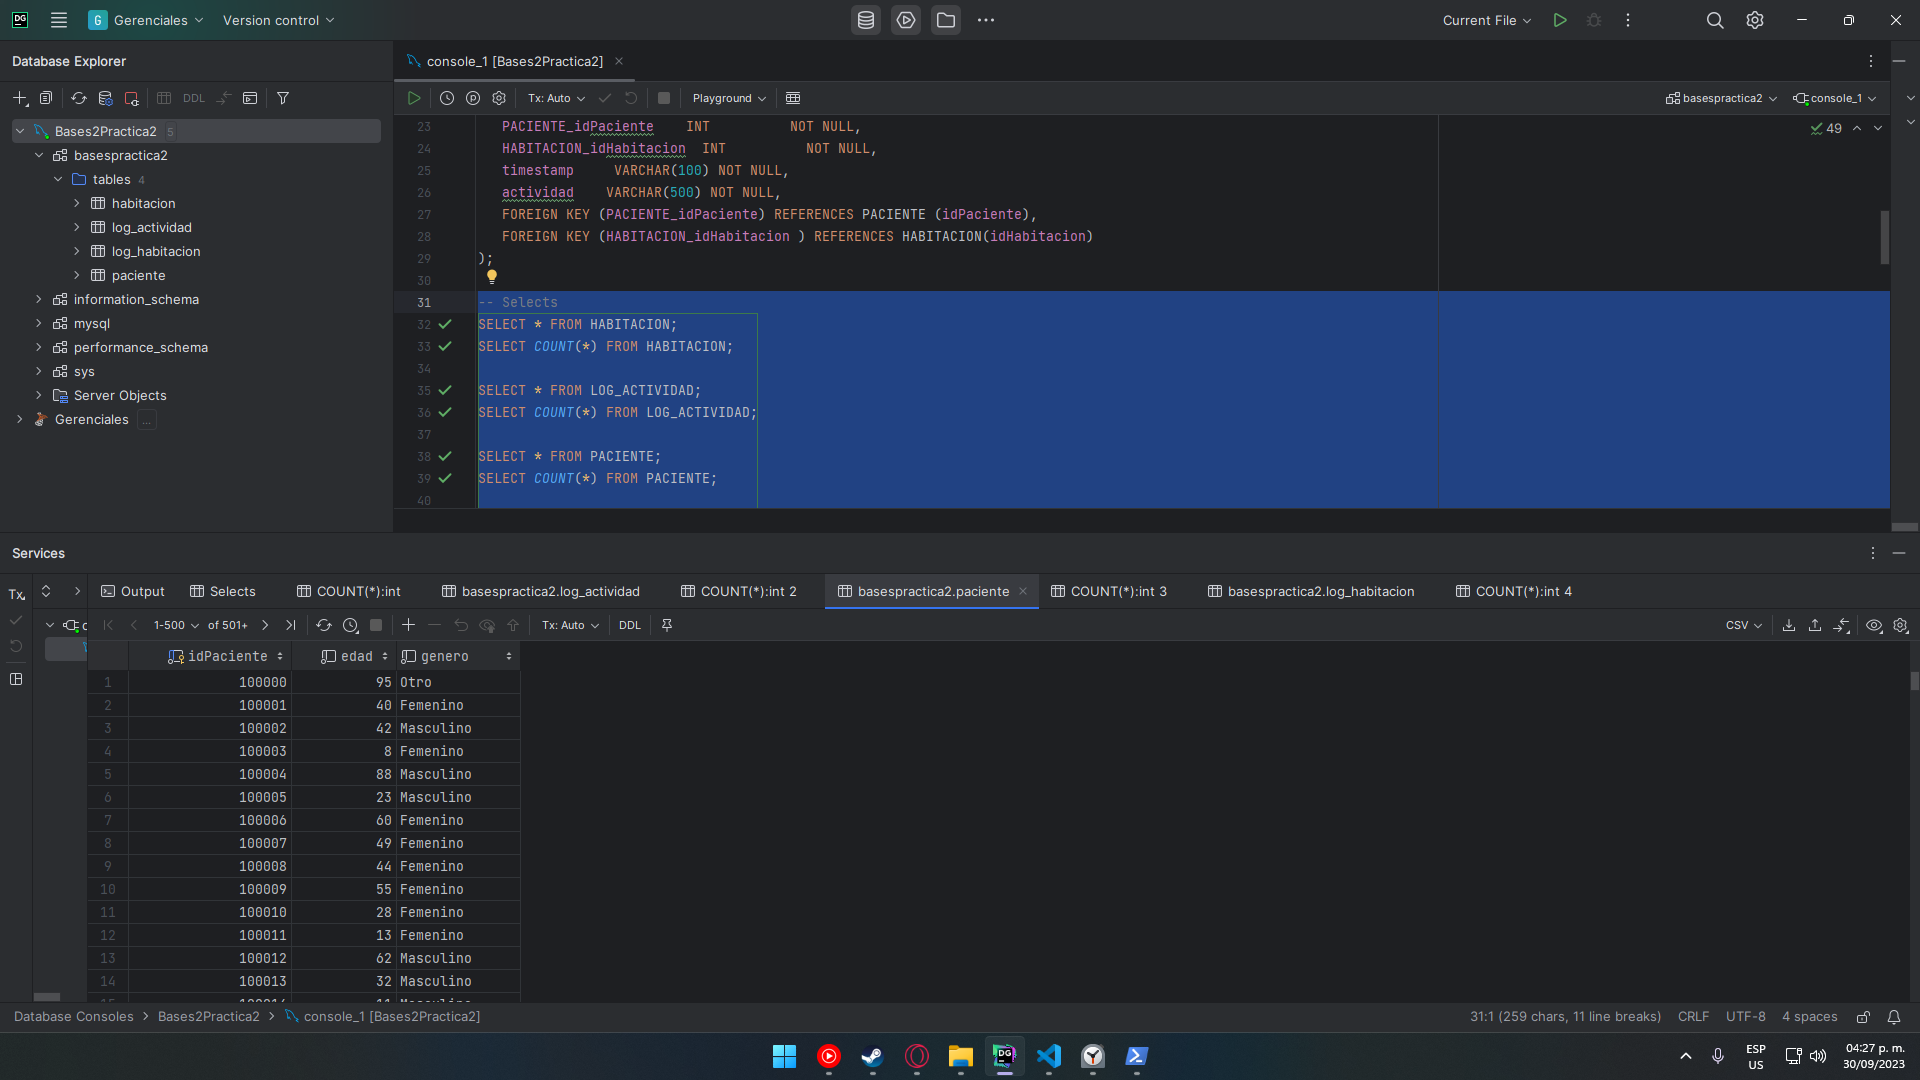 DG G Gerenciales Version control Current File
Database Explorer
console_1 [Bases2Practica2]
DDL
Tx: Auto Playground basespractica2 console_1
Bases2Practica2 5
basespractica2
tables 4
habitacion
log_actividad
log_habitacion
paciente
information_schema
mysql
performance_schema
sys
Server Objects
Gerenciales ...
49
23 PACIENTE_idPaciente INT NOT NULL,
24 HABITACION_idHabitacion INT NOT NULL,
25 timestamp VARCHAR(100) NOT NULL,
26 actividad VARCHAR(500) NOT NULL,
27 FOREIGN KEY (PACIENTE_idPaciente) REFERENCES PACIENTE (idPaciente),
28 FOREIGN KEY (HABITACION_idHabitacion ) REFERENCES HABITACION(idHabitacion)
29 );
30
31 -- Selects
32 SELECT * FROM HABITACION;
33 SELECT COUNT(*) FROM HABITACION;
34
35 SELECT * FROM LOG_ACTIVIDAD;
36 SELECT COUNT(*) FROM LOG_ACTIVIDAD;
37
38 SELECT * FROM PACIENTE;
39 SELECT COUNT(*) FROM PACIENTE;
40
Services
Tx Output Selects COUNT(*):int basespractica2.log_actividad COUNT(*):int 2 basespractica2.paciente COUNT(*):int 3 basespractica2.log_habitacion COUNT(*):int 4
1-500 of 501+ Tx: Auto DDL CSV
idPaciente edad genero
1 100000 95 Otro
2 100001 40 Femenino
3 100002 42 Masculino
4 100003 8 Femenino
5 100004 88 Masculino
6 100005 23 Masculino
7 100006 60 Femenino
8 100007 49 Femenino
9 100008 44 Femenino
10 100009 55 Femenino
11 100010 28 Femenino
12 100011 13 Femenino
13 100012 62 Masculino
14 100013 32 Masculino
Database Consoles > Bases2Practica2 > console_1 [Bases2Practica2] 31:1 (259 chars, 11 line breaks) CRLF UTF-8 4 spaces
DG
ESP
US
04:27 p. m.
30/09/2023